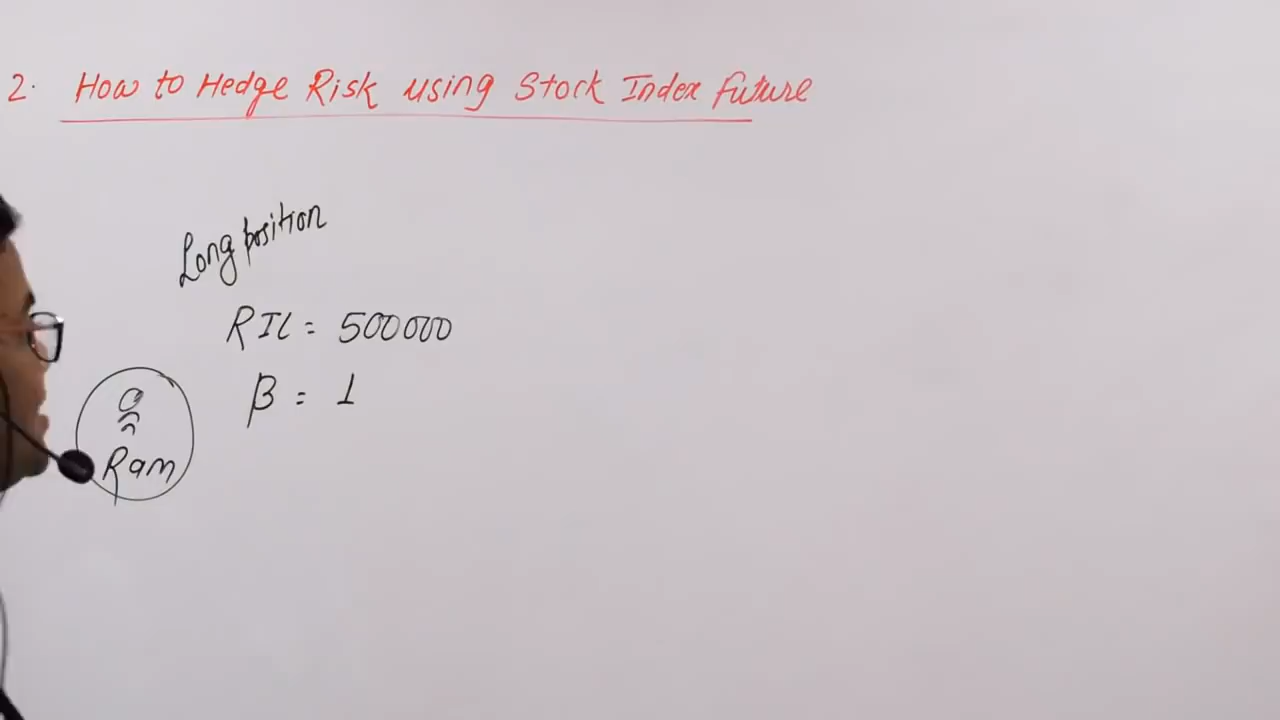 2. How to Hedge Risk using Stock Index Future
Long position
RIL = 500000
β = 1
Ram